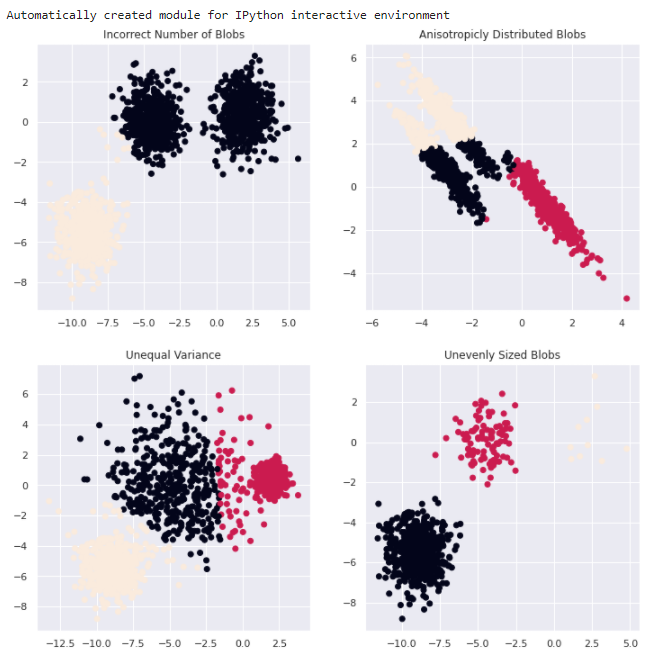 Automatically created module for IPython interactive environment
Incorrect Number of Blobs
2
0
−2
−4
−6
−8
−10.0 −7.5 −5.0 −2.5 0.0 2.5 5.0
Anisotropicly Distributed Blobs
6
4
2
0
−2
−4
−6 −4 −2 0 2 4
Unequal Variance
6
4
2
0
−2
−4
−6
−8
−12.5 −10.0 −7.5 −5.0 −2.5 0.0 2.5
Unevenly Sized Blobs
2
0
−2
−4
−6
−8
−10.0 −7.5 −5.0 −2.5 0.0 2.5 5.0